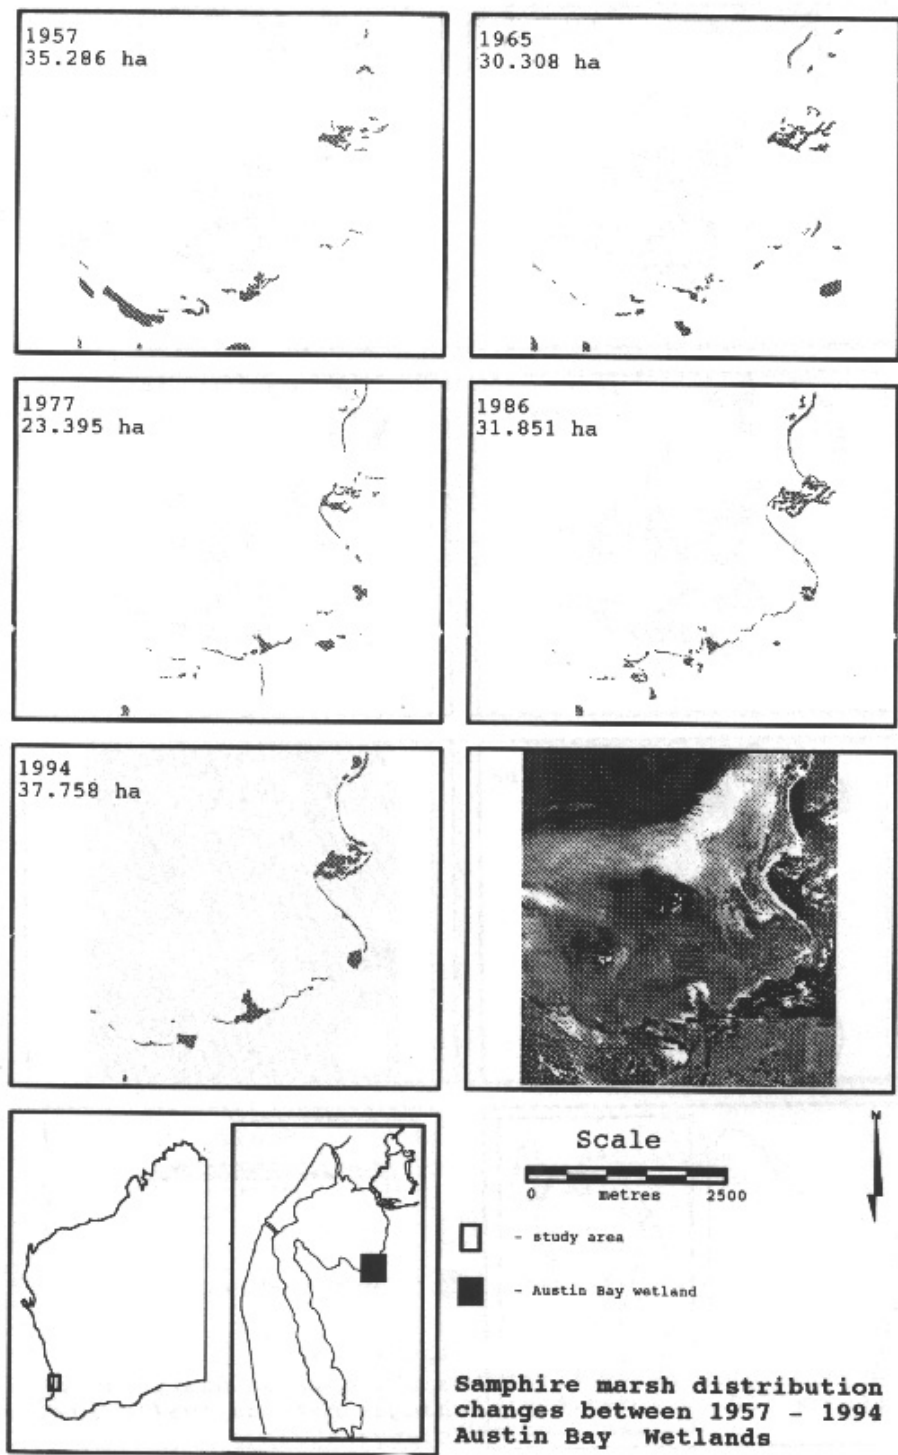 1957
35.286 ha
1965
30.308 ha
1977
23.395 ha
1986
31.851 ha
1994
37.758 ha
N
Scale
0 metres 2500
- study area
- Austin Bay wetland
Samphire marsh distribution
changes between 1957 - 1994
Austin Bay Wetlands